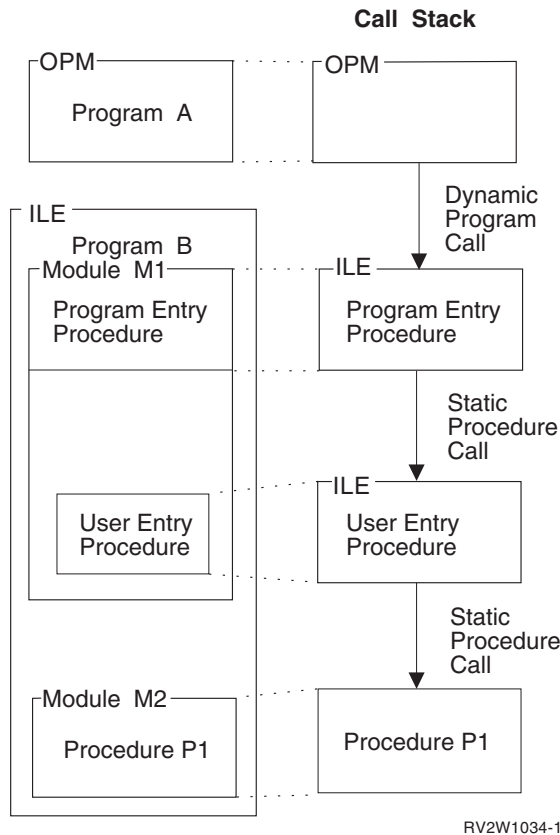 Call Stack
OPM
Program A
OPM
Dynamic
Program
Call
ILE
Program B
Module M1
Program Entry
Procedure
ILE
Program Entry
Procedure
Static
Procedure
Call
User Entry
Procedure
ILE
User Entry
Procedure
Static
Procedure
Call
Module M2
Procedure P1
Procedure P1
RV2W1034-1